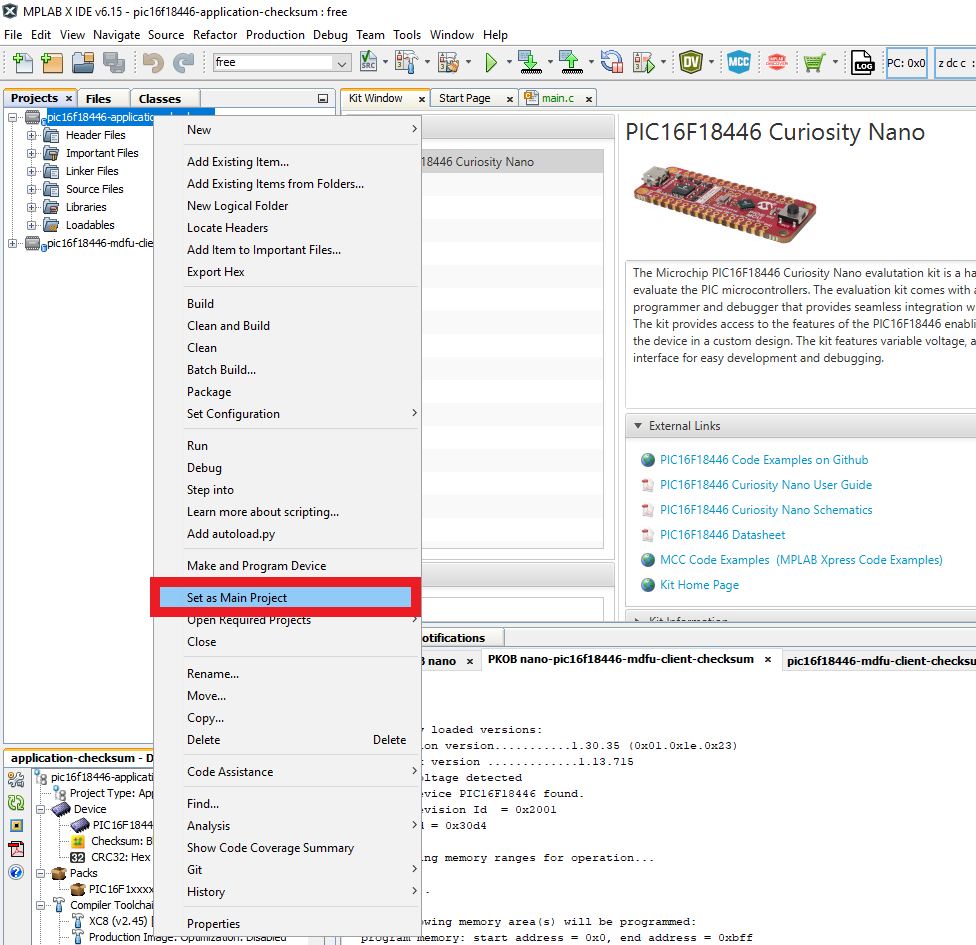 MPLAB X IDE v6.15 - pic16f18446-application-checksum : free
File Edit View Navigate Source Refactor Production Debug Team Tools Window Help
free
SRC
DV
MCC
LOG
PC: 0x0
z dc c :
Projects × Files Classes
pic16f18446-application-
Header Files
Important Files
Linker Files
Source Files
Libraries
Loadables
pic16f18446-mdfu-clie
New
Add Existing Item...
Add Existing Items from Folders...
New Logical Folder
Locate Headers
Add Item to Important Files...
Export Hex
Build
Clean and Build
Clean
Batch Build...
Package
Set Configuration
Run
Debug
Step into
Learn more about scripting...
Add autoload.py
Make and Program Device
Set as Main Project
Open Required Projects
Close
Rename...
Move...
Copy...
Delete Delete
Code Assistance
Find...
Analysis
Show Code Coverage Summary
Git
History
Properties
Kit Window × Start Page × main.c ×
18446 Curiosity Nano
PIC16F18446 Curiosity Nano
The Microchip PIC16F18446 Curiosity Nano evalutation kit is a ha
evaluate the PIC microcontrollers. The evaluation kit comes with a
programmer and debugger that provides seamless integration w
The kit provides access to the features of the PIC16F18446 enabli
the device in a custom design. The kit features variable voltage, a
interface for easy development and debugging.
External Links
PIC16F18446 Code Examples on Github
PIC16F18446 Curiosity Nano User Guide
PIC16F18446 Curiosity Nano Schematics
PIC16F18446 Datasheet
MCC Code Examples (MPLAB Xpress Code Examples)
Kit Home Page
Kit Information
otifications
B nano × PKOB nano-pic16f18446-mdfu-client-checksum × pic16f18446-mdfu-client-checksu
y loaded versions:
on version...........1.30.35 (0x01.0x1e.0x23)
t version .............1.13.715
oltage detected
evice PIC16F18446 found.
evision Id = 0x2001
d = 0x30d4
ng memory ranges for operation...
.
owing memory area(s) will be programmed:
program memory: start address = 0x0, end address = 0xbff
application-checksum - D
pic16f18446-applicati
Project Type: App
Device
PIC16F1844
Checksum: B
CRC32: Hex
Packs
PIC16F1xxxx
Compiler Toolchai
XC8 (v2.45) [
Production Image: Optimization: Disabled